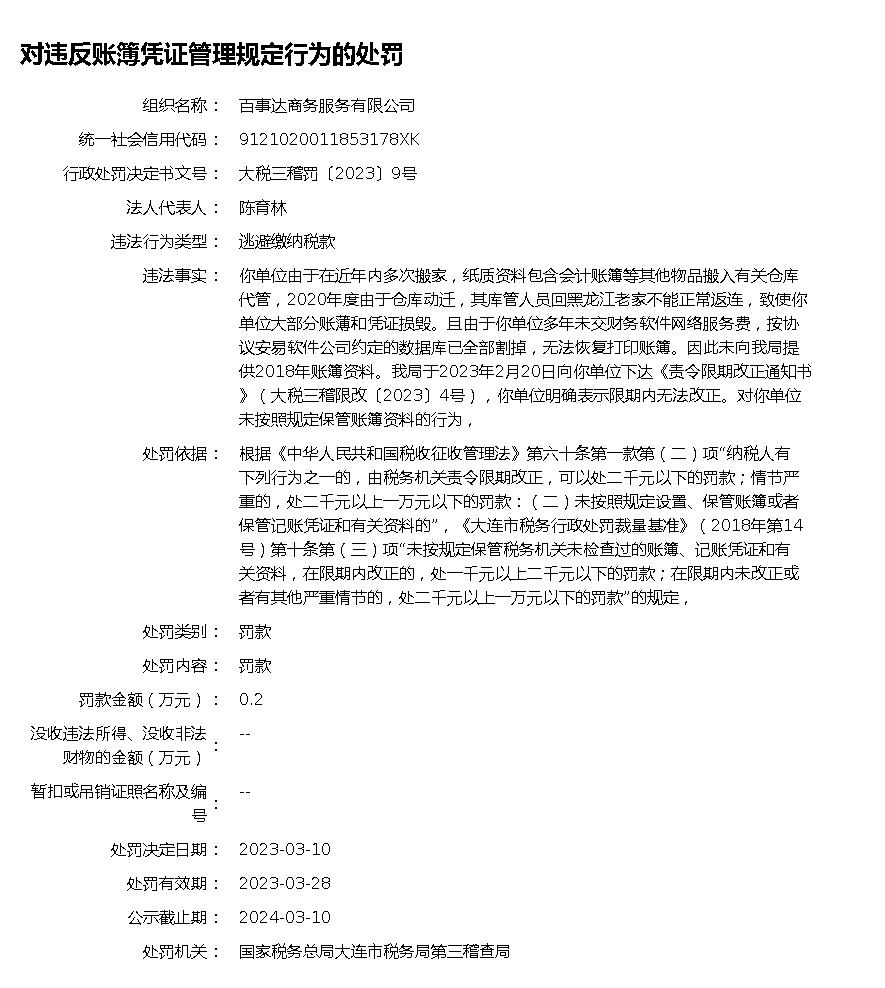 对违反账簿凭证管理规定行为的处罚
组织名称： 百事达商务服务有限公司
统一社会信用代码： 9121020011853178XK
行政处罚决定书文号： 大税三稽罚〔2023〕9号
法人代表人： 陈育林
违法行为类型： 逃避缴纳税款
违法事实： 你单位由于在近年内多次搬家，纸质资料包含会计账簿等其他物品搬入有关仓库
代管，2020年度由于仓库动迁，其库管人员回黑龙江老家不能正常返连，致使你
单位大部分账薄和凭证损毁。且由于你单位多年未交财务软件网络服务费，按协
议安易软件公司约定的数据库已全部割掉，无法恢复打印账簿。因此未向我局提
供2018年账簿资料。我局于2023年2月20日向你单位下达《责令限期改正通知书
》（大税三稽限改〔2023〕4号），你单位明确表示限期内无法改正。对你单位
未按照规定保管账簿资料的行为，
处罚依据： 根据《中华人民共和国税收征收管理法》第六十条第一款第（二）项“纳税人有
下列行为之一的，由税务机关责令限期改正，可以处二千元以下的罚款；情节严
重的，处二千元以上一万元以下的罚款：（二）未按照规定设置、保管账簿或者
保管记账凭证和有关资料的”，《大连市税务行政处罚裁量基准》（2018年第14
号）第十条第（三）项“未按规定保管税务机关未检查过的账簿、记账凭证和有
关资料，在限期内改正的，处一千元以上二千元以下的罚款；在限期内未改正或
者有其他严重情节的，处二千元以上一万元以下的罚款”的规定，
处罚类别： 罚款
处罚内容： 罚款
罚款金额（万元）： 0.2
没收违法所得、没收非法
财物的金额（万元）： --
暂扣或吊销证照名称及编
号： --
处罚决定日期： 2023-03-10
处罚有效期： 2023-03-28
公示截止期： 2024-03-10
处罚机关： 国家税务总局大连市税务局第三稽查局